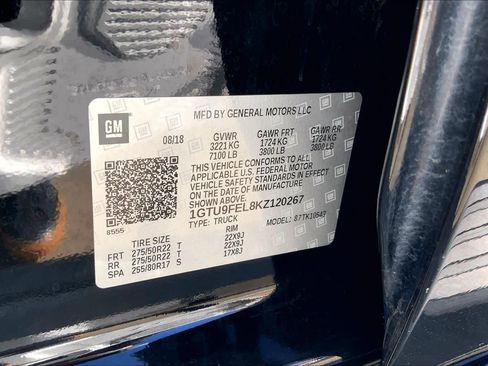 MFD BY GENERAL MOTORS LLC
GM
08/18 GVWR GAWR FRT GAWR RR
3221 KG 1724 KG 1724 KG
7100 LB 3800 LB 3800 LB
THIS VEHICLE CONFORMS TO ALL
APPLICABLE U.S. FEDERAL MOTOR
VEHICLE SAFETY STANDARDS IN
EFFECT ON THE DATE OF MANUFACTURE
SHOWN ABOVE.
1GTU9FEL8KZ120267
8555 TYPE: TRUCK 87TK10543
TIRE SIZE RIM
FRT 275/50R22 T 22X9J
RR 275/50R22 T 22X9J
SPA 255/80R17 S 17X8J